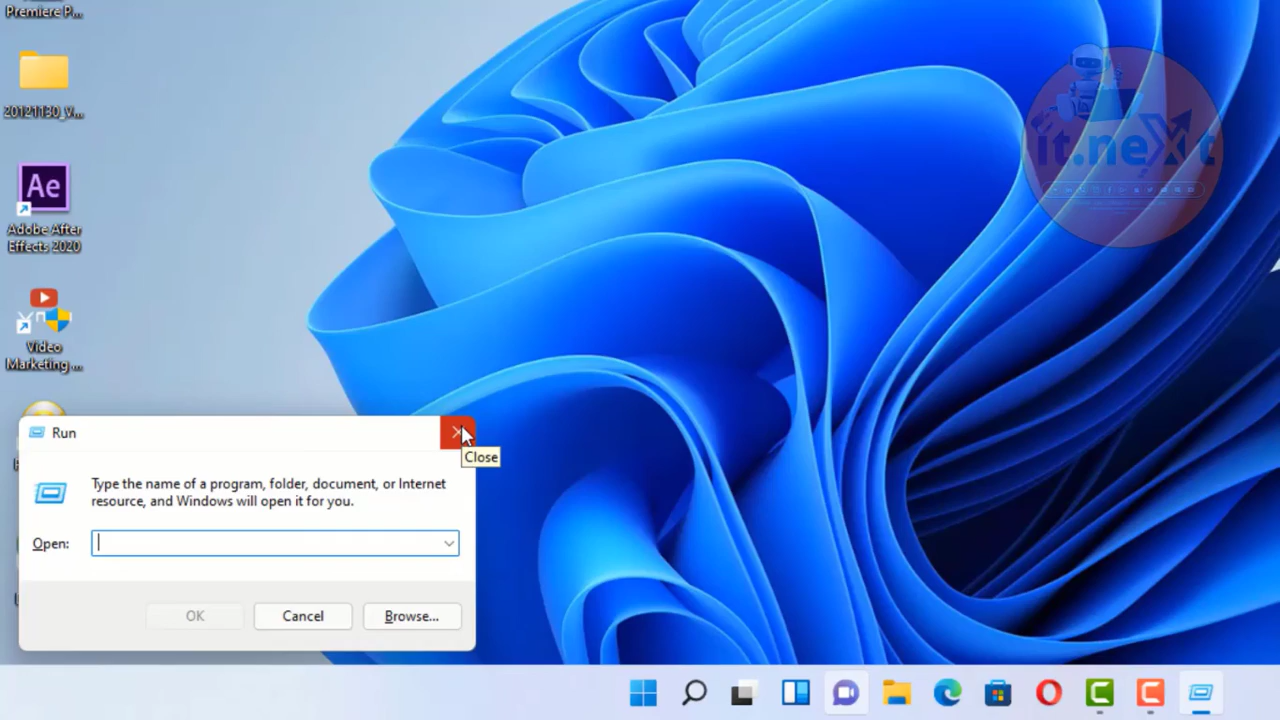 Premiere P...
20121130_V...
Ae
Adobe After
Effects 2020
Video
Marketing ...
it.neXt
Run
Close
Type the name of a program, folder, document, or Internet
resource, and Windows will open it for you.
Open:
OK
Cancel
Browse...